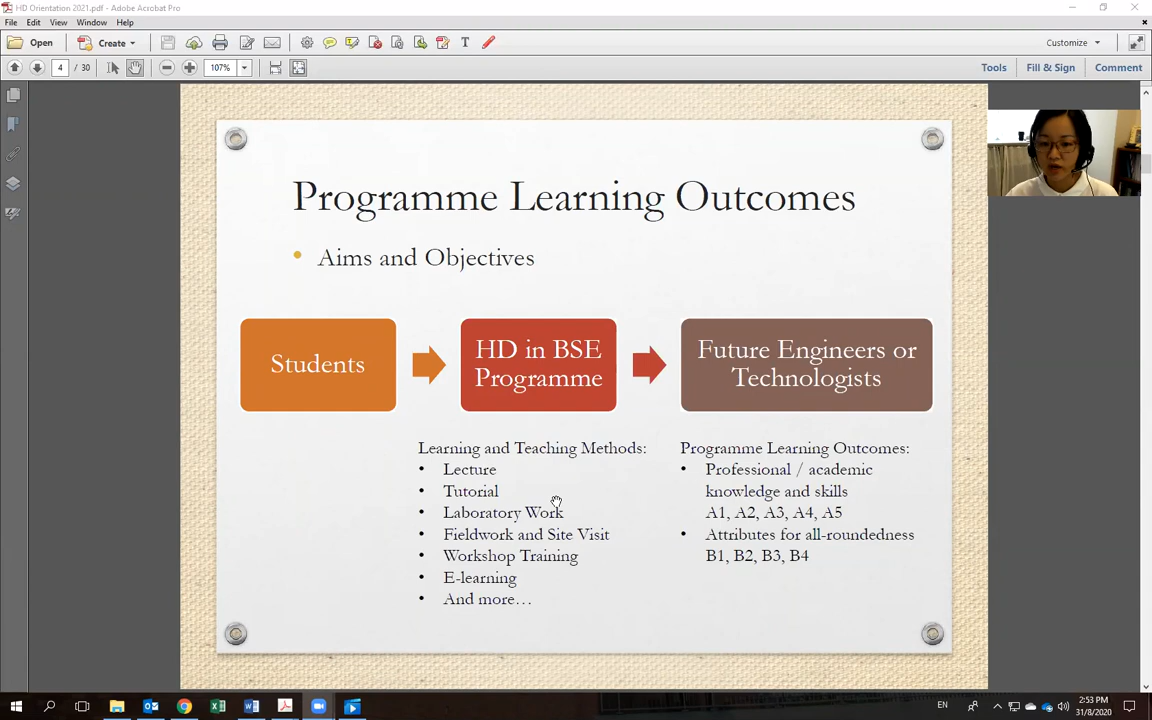 HD Orientation 2021.pdf - Adobe Acrobat Pro
File Edit View Window Help
Open Create Customize
4 / 30 107% Tools Fill & Sign Comment
Programme Learning Outcomes
• Aims and Objectives
Students
HD in BSE
Programme
Future Engineers or
Technologists
Learning and Teaching Methods:
• Lecture
• Tutorial
• Laboratory Work
• Fieldwork and Site Visit
• Workshop Training
• E-learning
• And more…
Programme Learning Outcomes:
• Professional / academic
knowledge and skills
A1, A2, A3, A4, A5
• Attributes for all-roundedness
B1, B2, B3, B4
EN
2:53 PM
31/8/2020